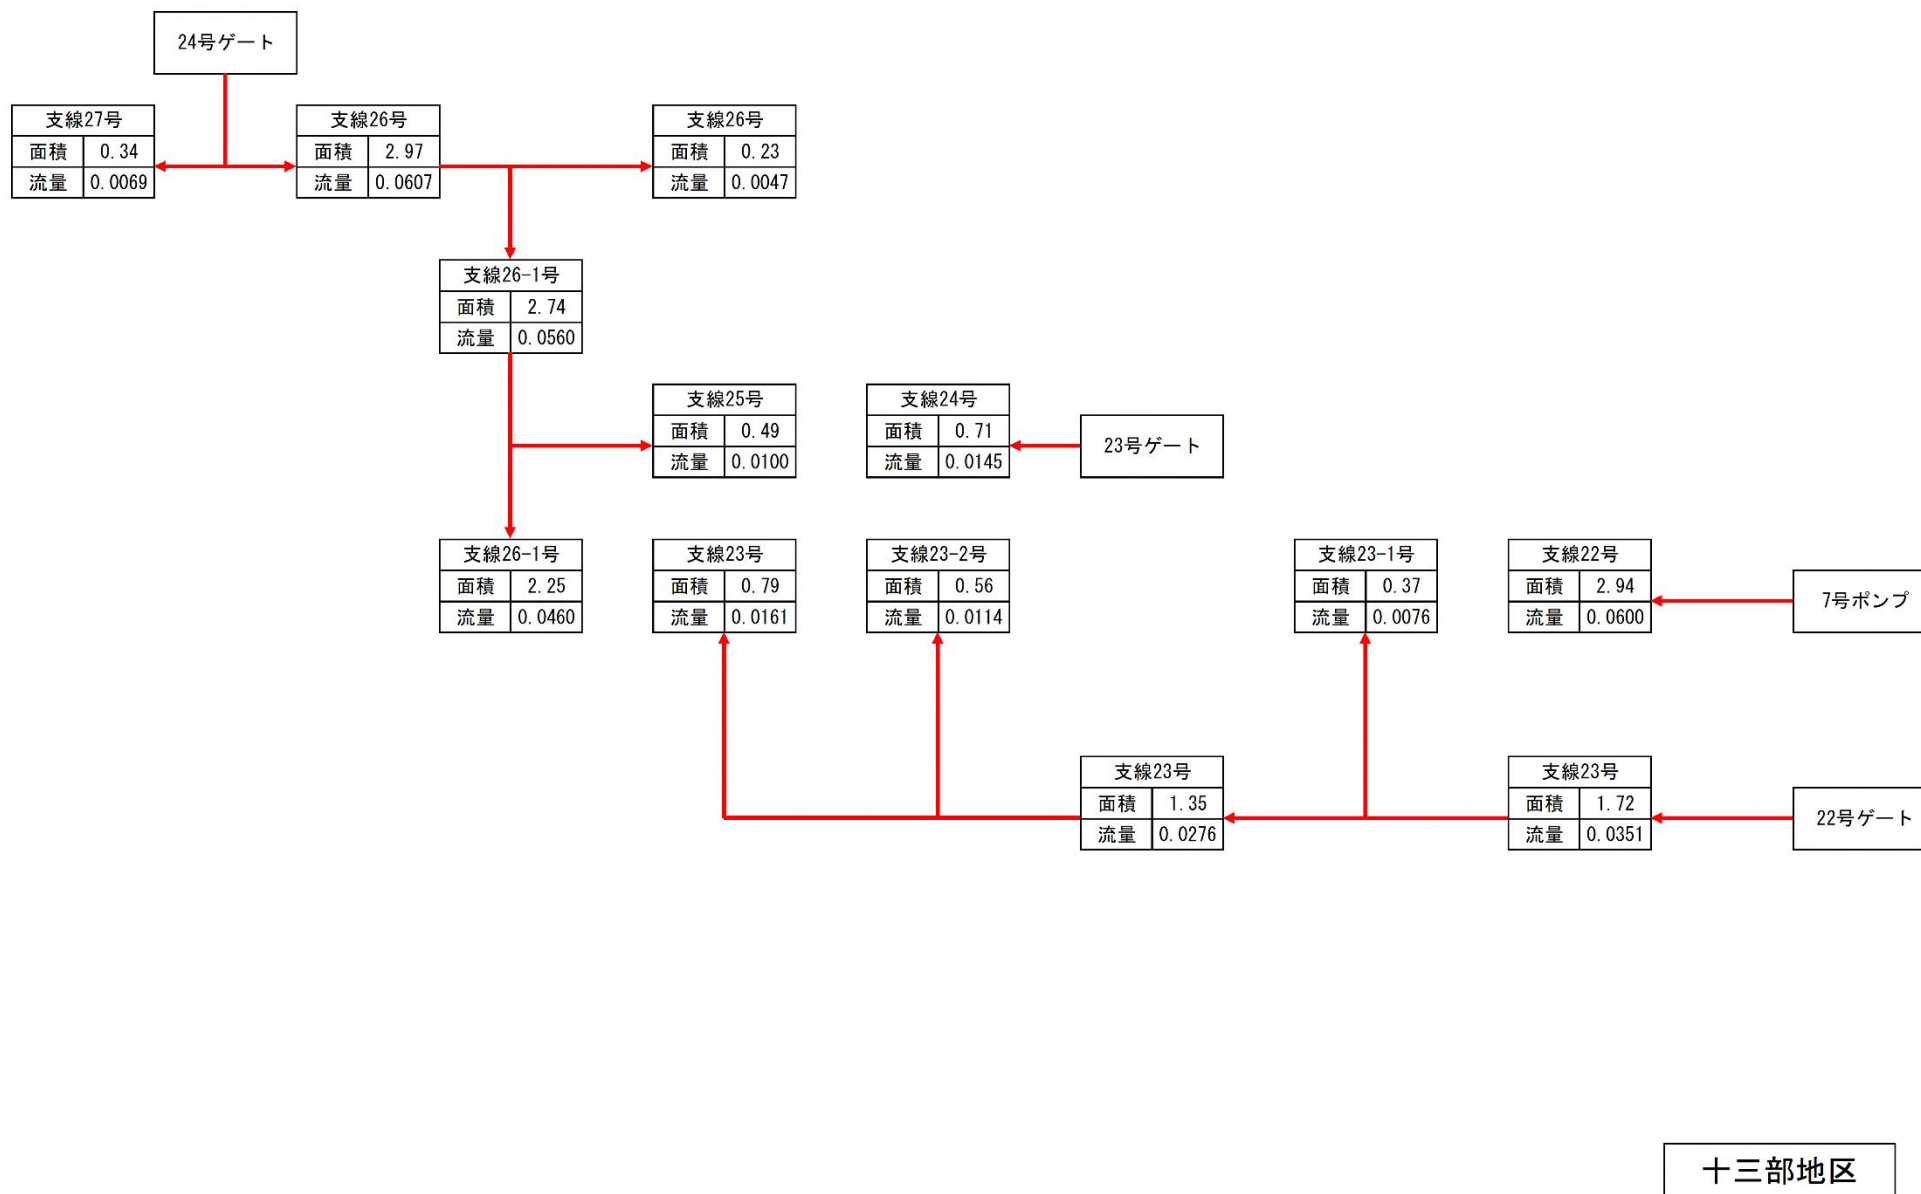 24号ゲート
支線27号
面積 0.34
流量 0.0069
支線26号
面積 2.97
流量 0.0607
支線26号
面積 0.23
流量 0.0047
支線26-1号
面積 2.74
流量 0.0560
支線25号
面積 0.49
流量 0.0100
支線24号
面積 0.71
流量 0.0145
23号ゲート
支線26-1号
面積 2.25
流量 0.0460
支線23号
面積 0.79
流量 0.0161
支線23-2号
面積 0.56
流量 0.0114
支線23-1号
面積 0.37
流量 0.0076
支線22号
面積 2.94
流量 0.0600
7号ポンプ
支線23号
面積 1.35
流量 0.0276
支線23号
面積 1.72
流量 0.0351
22号ゲート
十三部地区